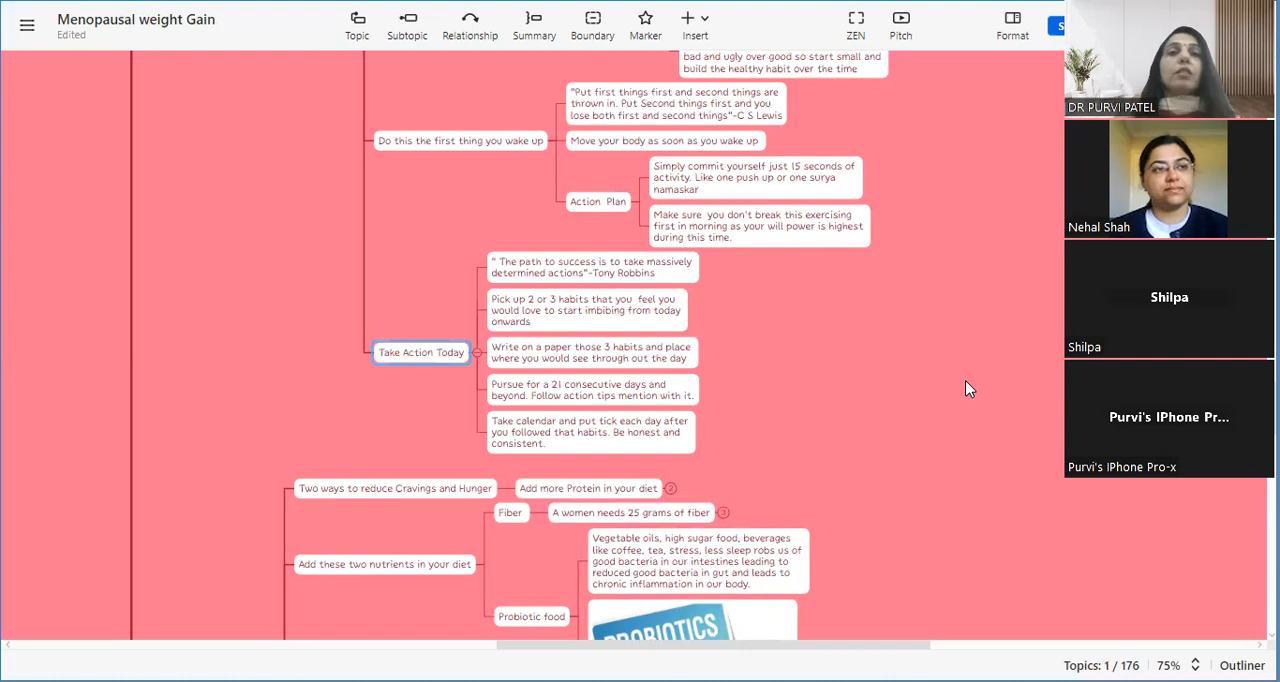 Menopausal weight Gain
Edited
Topic
Subtopic
Relationship
Summary
Boundary
Marker
Insert
ZEN
Pitch
Format
S
bad and ugly over good so start small and
build the healthy habit over the time
"Put first things first and second things are
thrown in. Put Second things first and you
lose both first and second things"-C S Lewis
Do this the first thing you wake up
Move your body as soon as you wake up
Simply commit yourself just 15 seconds of
activity. Like one push up or one surya
namaskar
Action Plan
Make sure you don't break this exercising
first in morning as your will power is highest
during this time.
" The path to success is to take massively
determined actions"-Tony Robbins
Pick up 2 or 3 habits that you feel you
would love to start imbibing from today
onwards
Take Action Today
Write on a paper those 3 habits and place
where you would see through out the day
Pursue for a 21 consecutive days and
beyond. Follow action tips mention with it.
Take calendar and put tick each day after
you followed that habits. Be honest and
consistent.
Two ways to reduce Cravings and Hunger
Add more Protein in your diet
2
Fiber
A women needs 25 grams of fiber
3
Add these two nutrients in your diet
Vegetable oils, high sugar food, beverages
like coffee, tea, stress, less sleep robs us of
good bacteria in our intestines leading to
reduced good bacteria in gut and leads to
chronic inflammation in our body.
Probiotic food
PROBIOTICS
DR PURVI PATEL
Nehal Shah
Shilpa
Shilpa
Purvi's IPhone Pr...
Purvi's IPhone Pro-x
Topics: 1 / 176
75%
Outliner